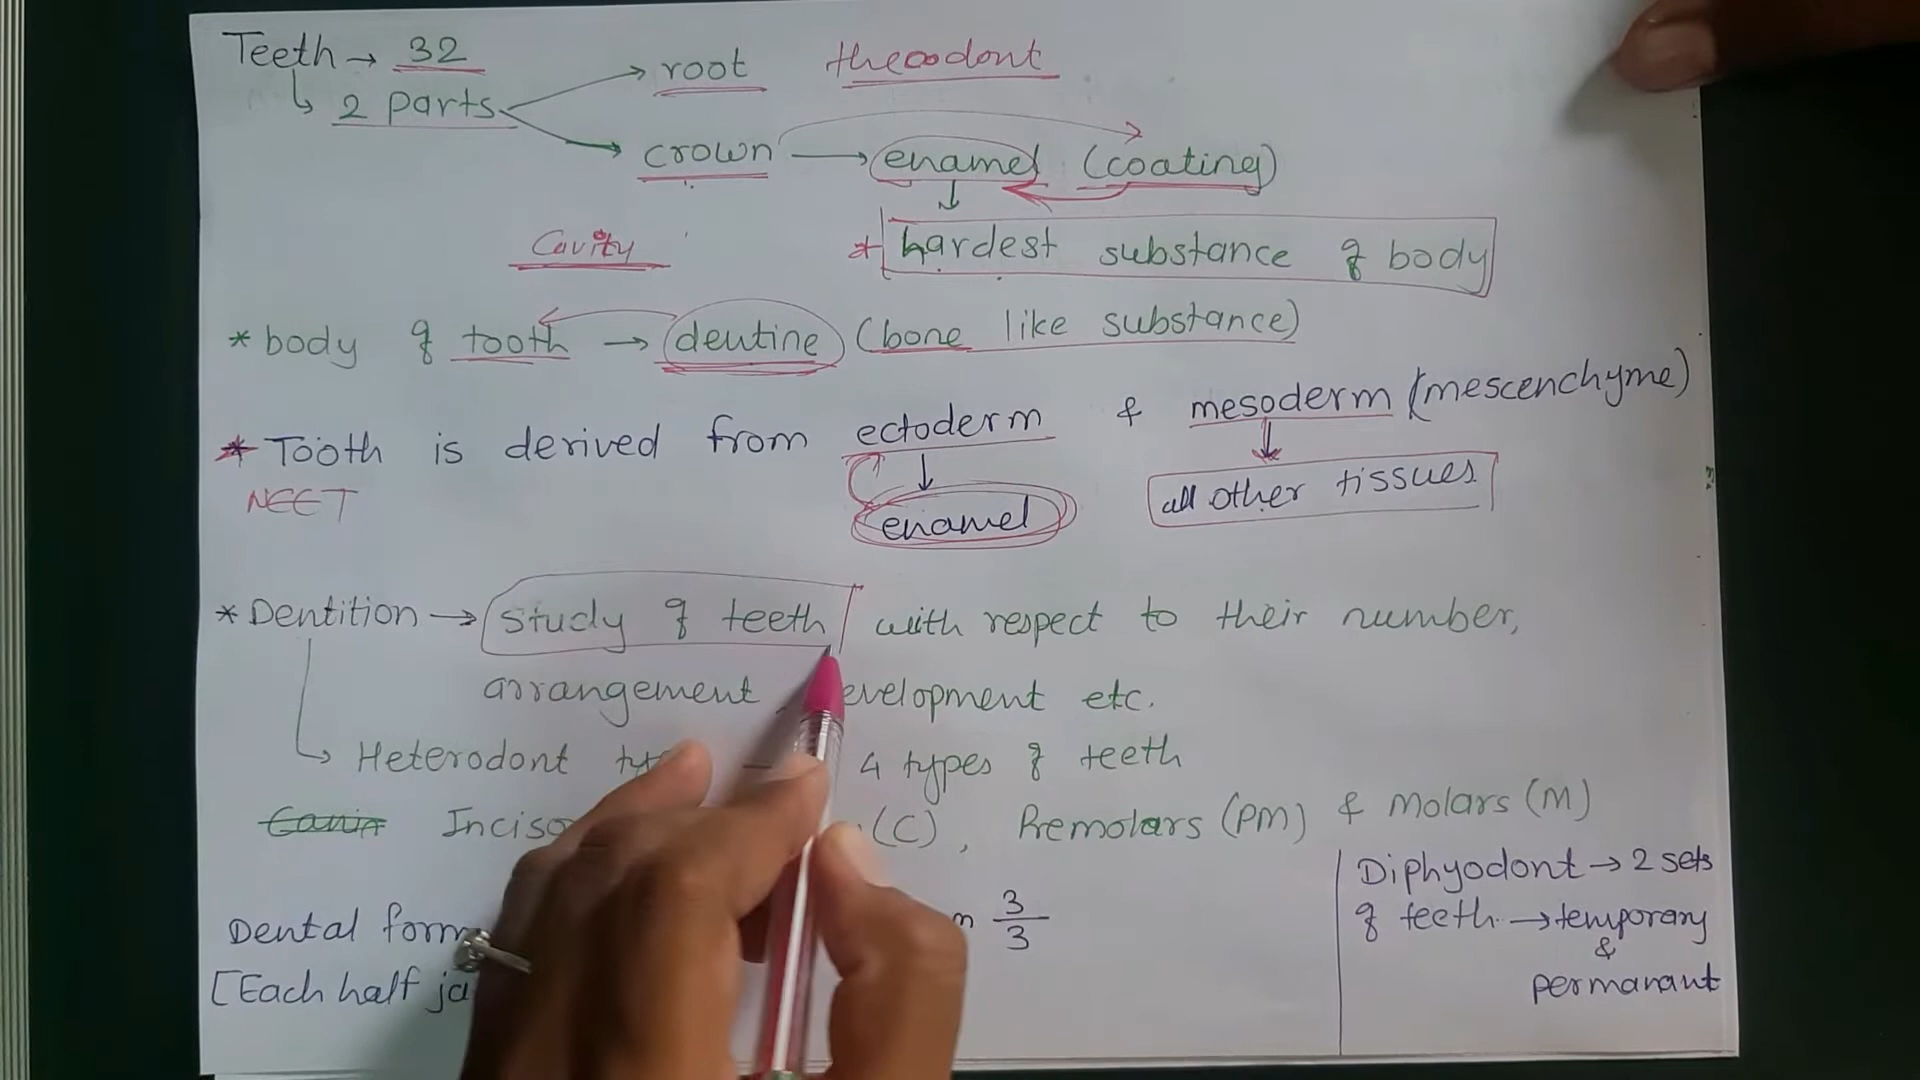 Teeth → 32
2 parts
root thecodont
crown → enamel (coating)
Cavity * hardest substance of body
* body of tooth → dentine (bone like substance)
* Tooth is derived from ectoderm & mesoderm (mescenchyme)
NEET enamel all other tissues
* Dentition → study of teeth with respect to their number,
arrangement evelopment etc.
Heterodont 4 types of teeth
Canin Inciso (C), Premolars (PM) & Molars (M)
Dental form m 3/3
[Each half ja
Diphyodont → 2 sets
of teeth → temporary
&
permanant